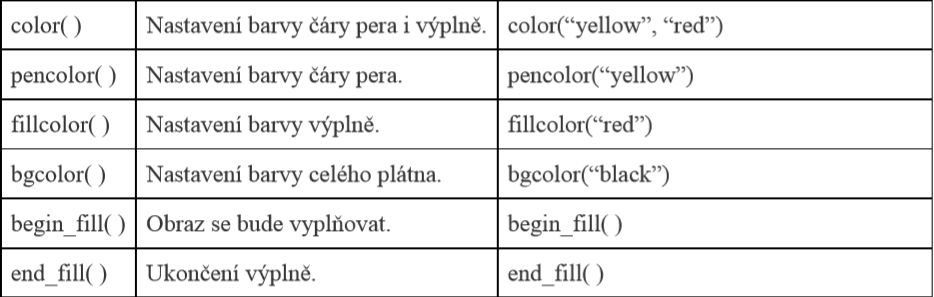 color( ) Nastavení barvy čáry pera i výplně. color(“yellow”, “red”)
pencolor( ) Nastavení barvy čáry pera. pencolor(“yellow”)
fillcolor( ) Nastavení barvy výplně. fillcolor(“red”)
bgcolor( ) Nastavení barvy celého plátna. bgcolor(“black”)
begin_fill( ) Obraz se bude vyplňovat. begin_fill( )
end_fill( ) Ukončení výplně. end_fill( )